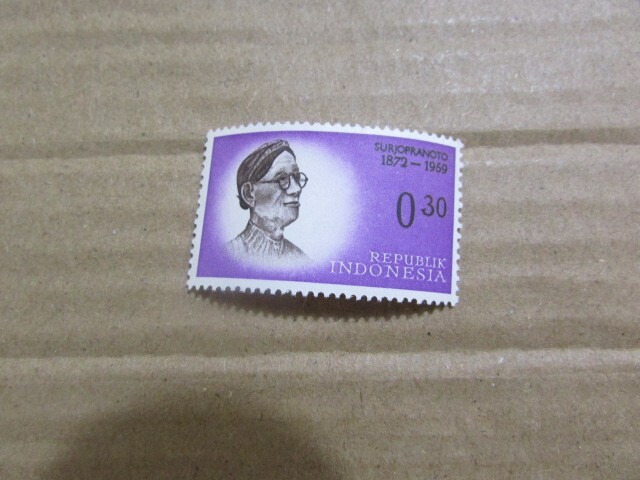 SURJOPRANOTO
1872 — 1959
0.30
REPUBLIK
INDONESIA